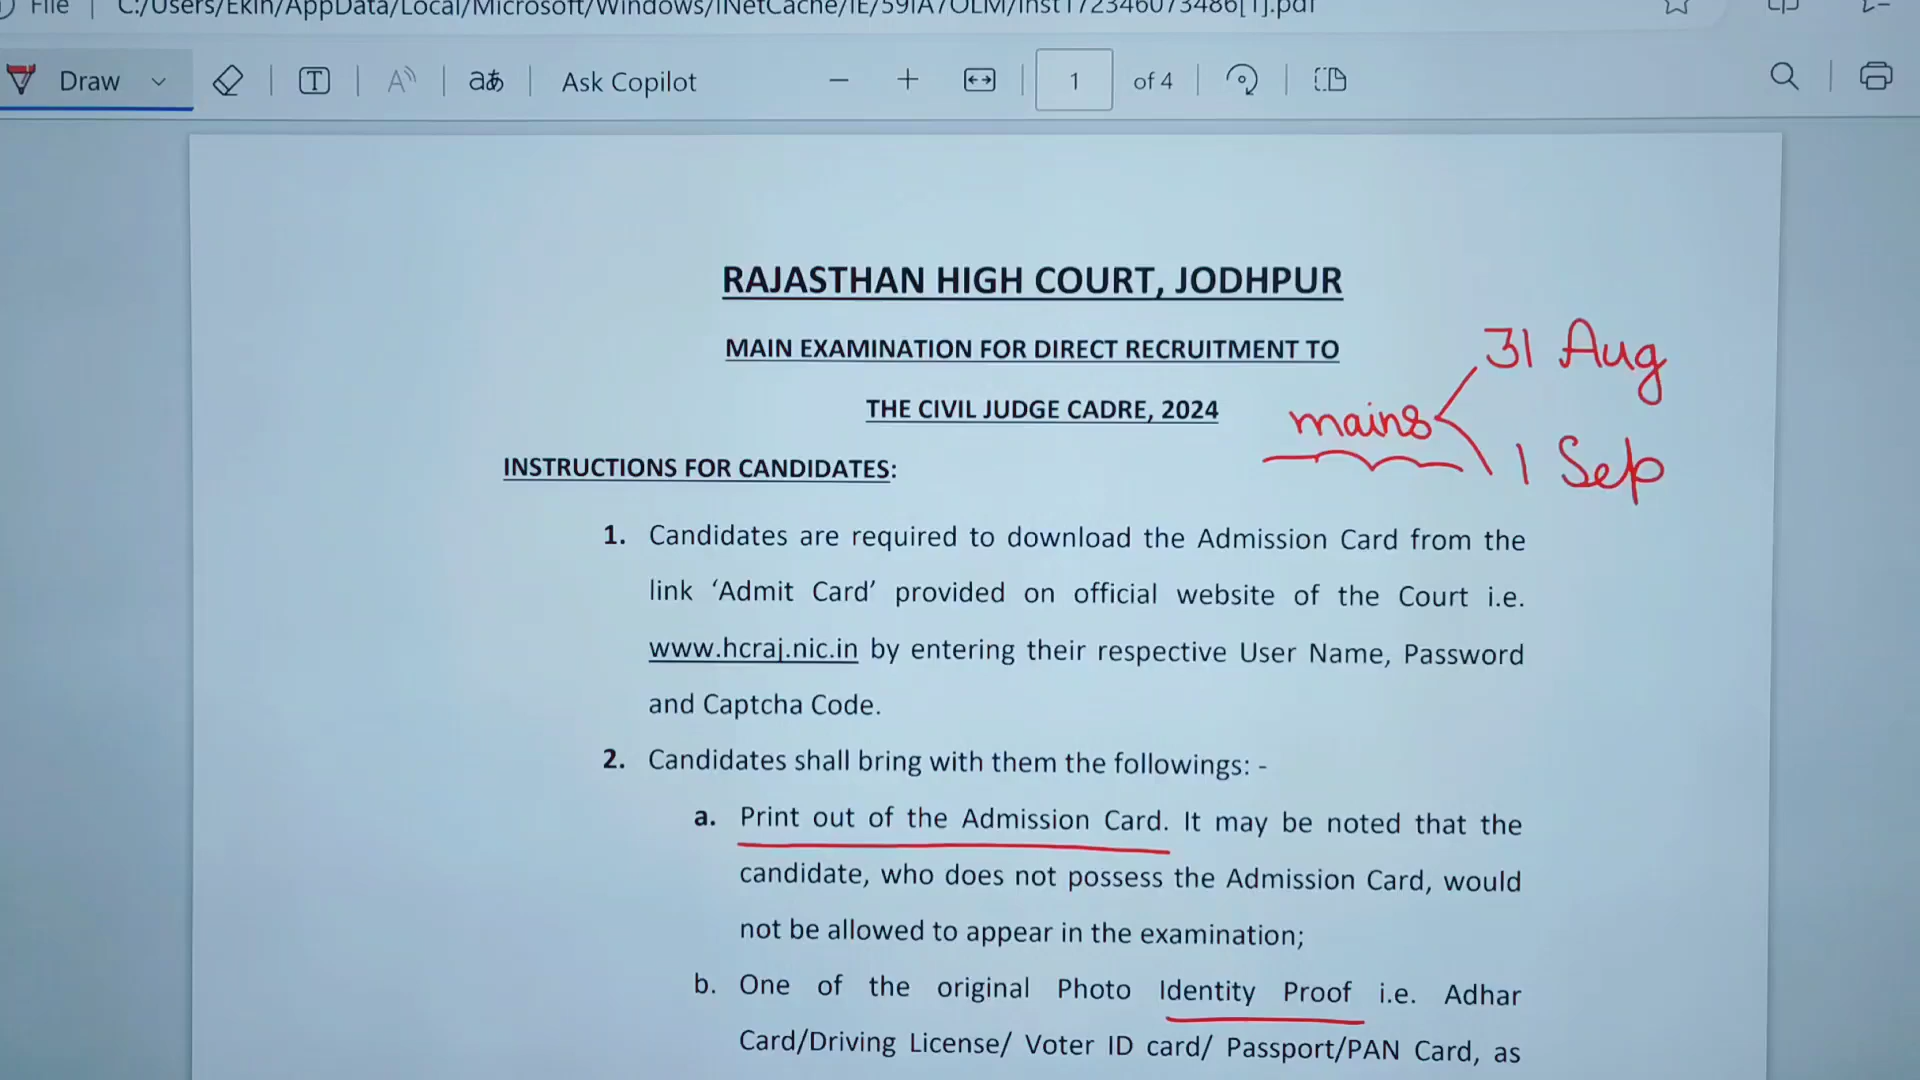 File
C:/Users/Ekin/AppData/Local/Microsoft/Windows/INetCache/IE/59IA7OLM/inst172346073486[1].pdf
Draw aあ Ask Copilot 1 of 4
RAJASTHAN HIGH COURT, JODHPUR
MAIN EXAMINATION FOR DIRECT RECRUITMENT TO
THE CIVIL JUDGE CADRE, 2024
mains
31 Aug
1 Sep
INSTRUCTIONS FOR CANDIDATES:
1. Candidates are required to download the Admission Card from the
link ‘Admit Card’ provided on official website of the Court i.e.
www.hcraj.nic.in by entering their respective User Name, Password
and Captcha Code.
2. Candidates shall bring with them the followings: -
a. Print out of the Admission Card. It may be noted that the
candidate, who does not possess the Admission Card, would
not be allowed to appear in the examination;
b. One of the original Photo Identity Proof i.e. Adhar
Card/Driving License/ Voter ID card/ Passport/PAN Card, as